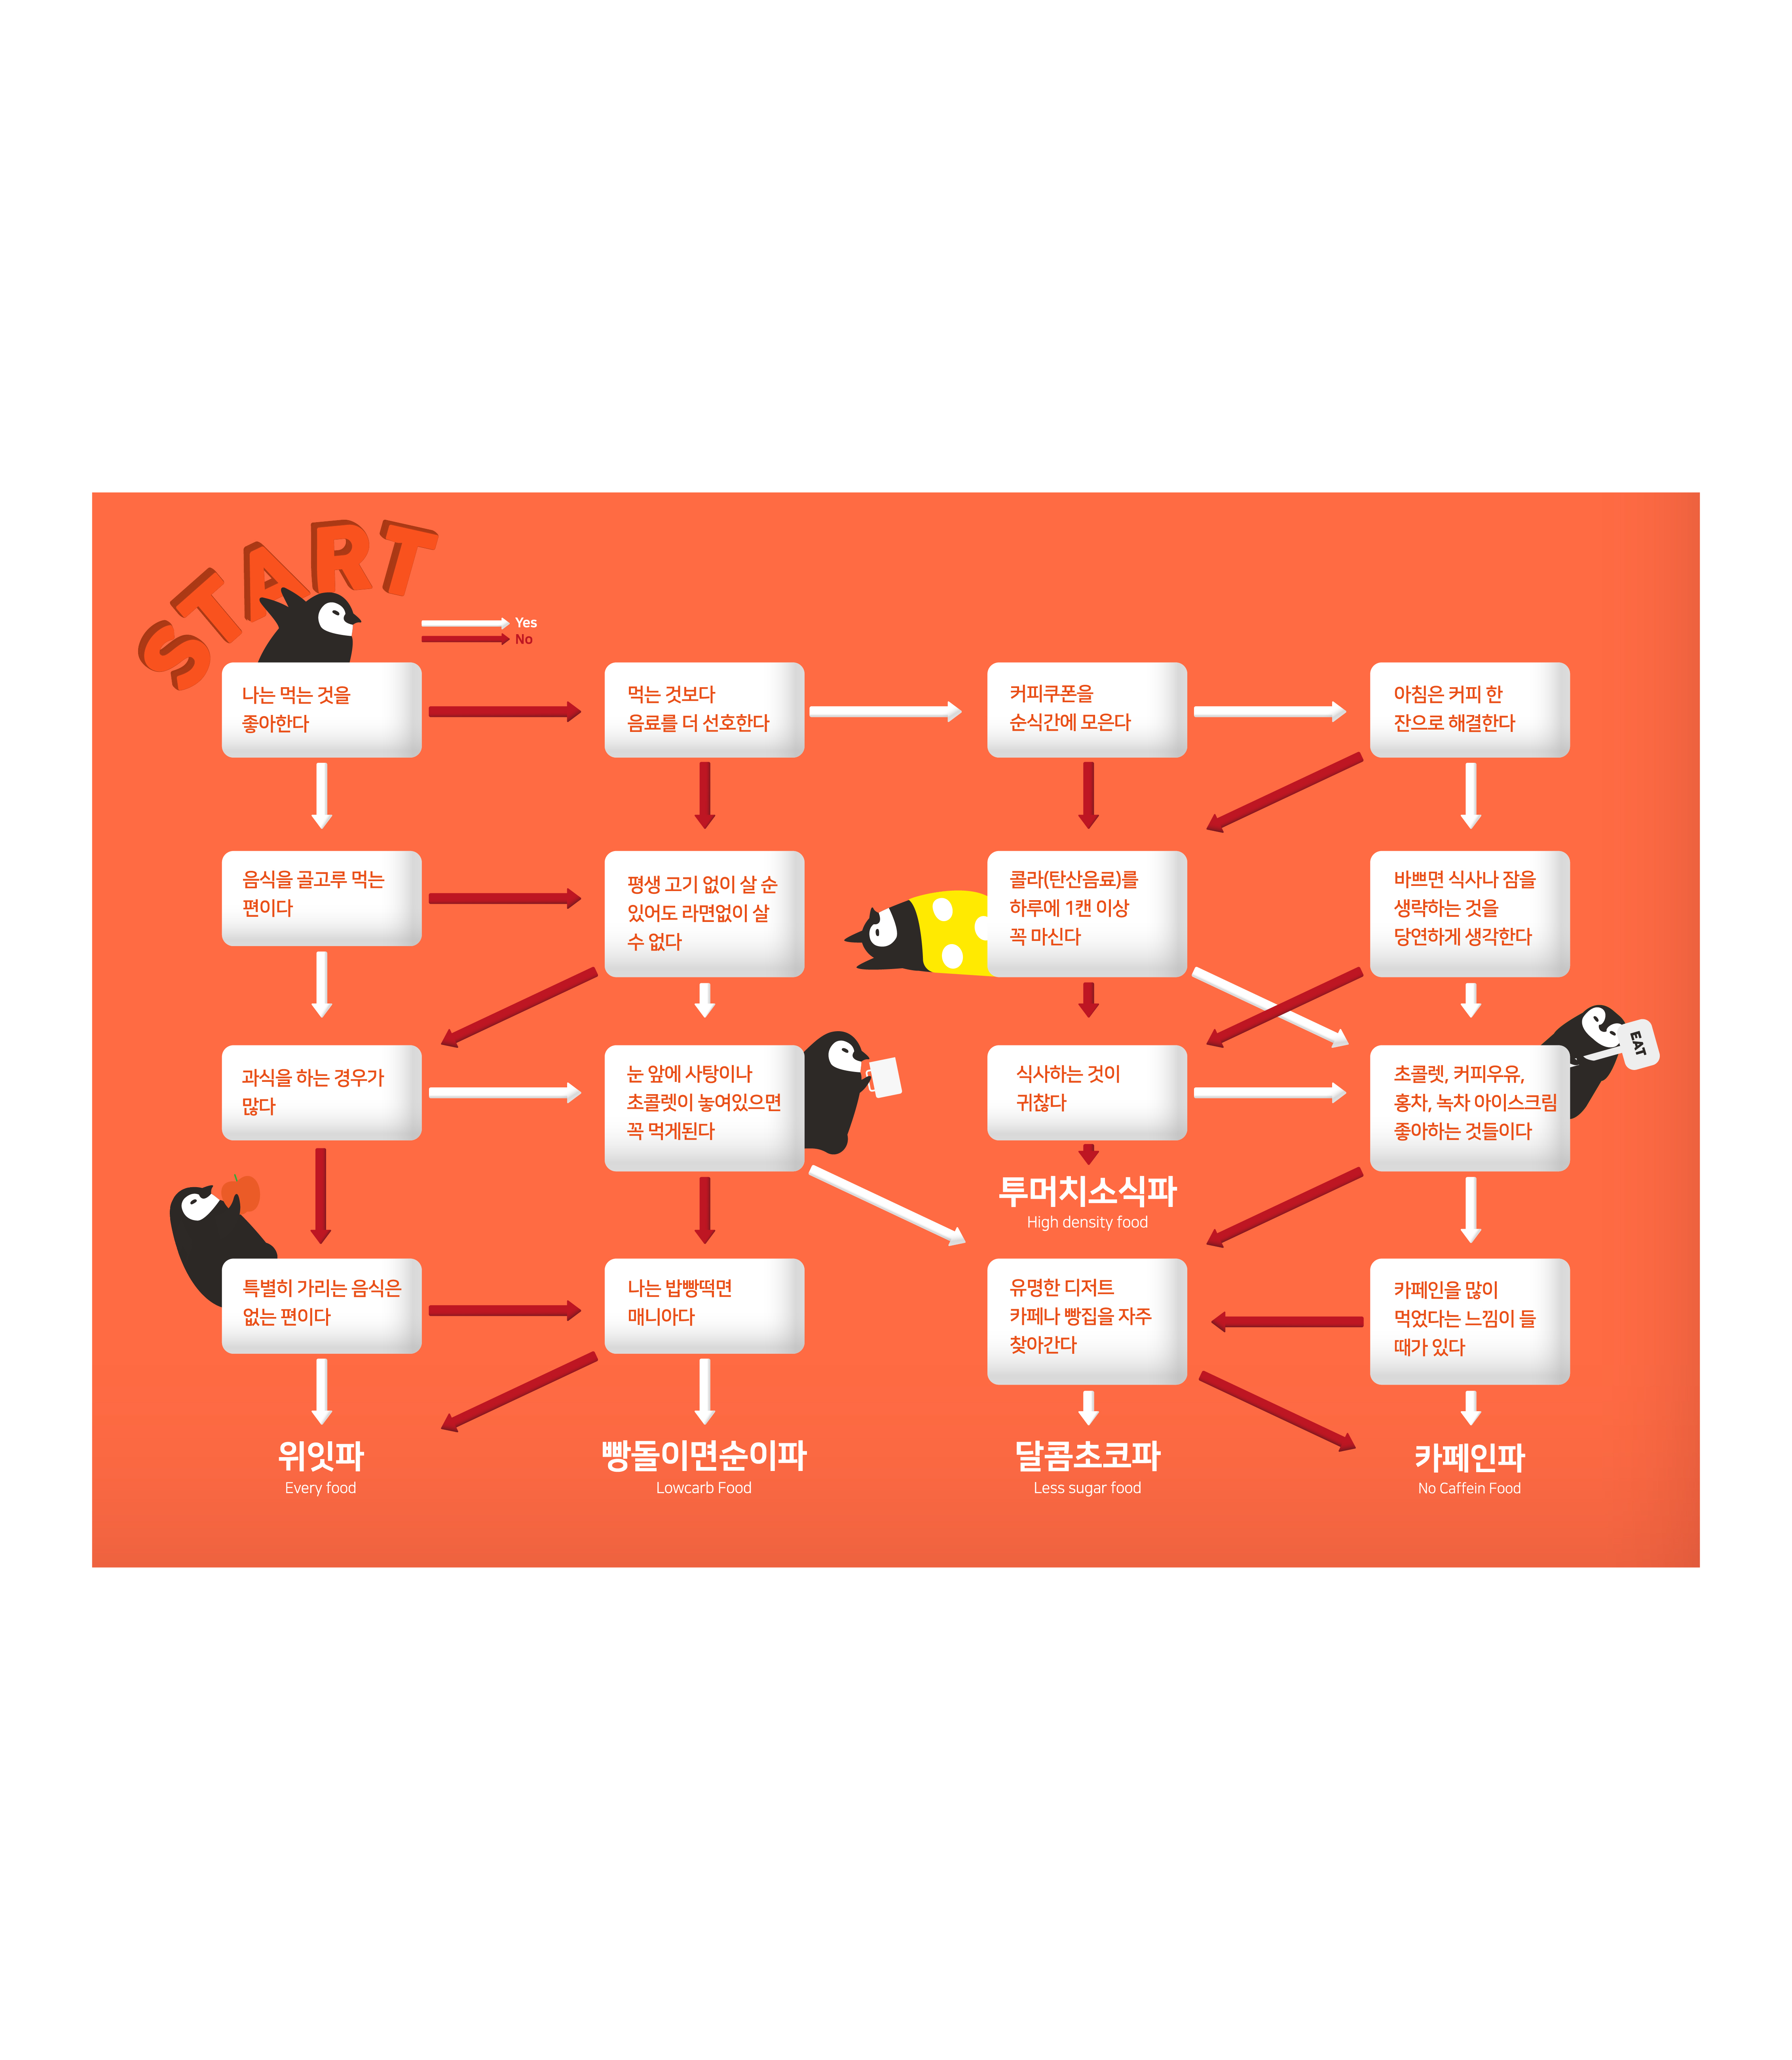 START
Yes
No
나는 먹는 것을
좋아한다
먹는 것보다
음료를 더 선호한다
커피쿠폰을
순식간에 모은다
아침은 커피 한
잔으로 해결한다
음식을 골고루 먹는
편이다
평생 고기 없이 살 순
있어도 라면없이 살
수 없다
콜라(탄산음료)를
하루에 1캔 이상
꼭 마신다
바쁘면 식사나 잠을
생략하는 것을
당연하게 생각한다
과식을 하는 경우가
많다
눈 앞에 사탕이나
초콜렛이 놓여있으면
꼭 먹게된다
식사하는 것이
귀찮다
초콜렛, 커피우유,
홍차, 녹차 아이스크림
좋아하는 것들이다
EAT
투머치소식파
High density food
특별히 가리는 음식은
없는 편이다
나는 밥빵떡면
매니아다
유명한 디저트
카페나 빵집을 자주
찾아간다
카페인을 많이
먹었다는 느낌이 들
때가 있다
위잇파
Every food
빵돌이면순이파
Lowcarb Food
달콤초코파
Less sugar food
카페인파
No Caffein Food